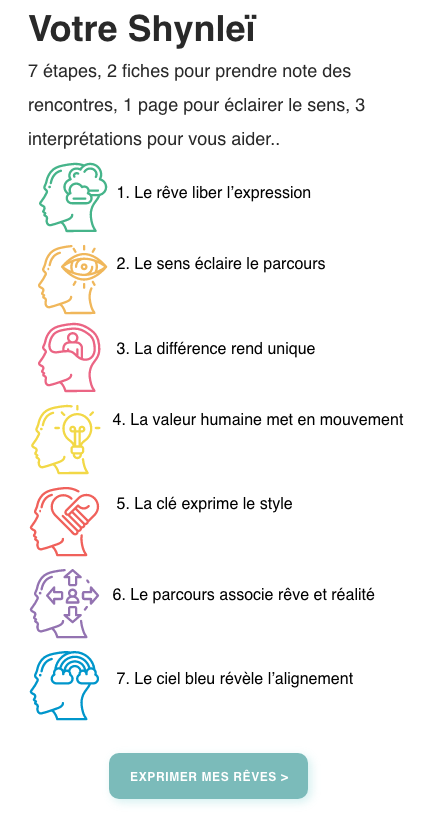 Votre Shynleï
7 étapes, 2 fiches pour prendre note des
rencontres, 1 page pour éclairer le sens, 3
interprétations pour vous aider..
1. Le rêve liber l’expression
2. Le sens éclaire le parcours
3. La différence rend unique
4. La valeur humaine met en mouvement
5. La clé exprime le style
6. Le parcours associe rêve et réalité
7. Le ciel bleu révèle l’alignement
EXPRIMER MES RÊVES >